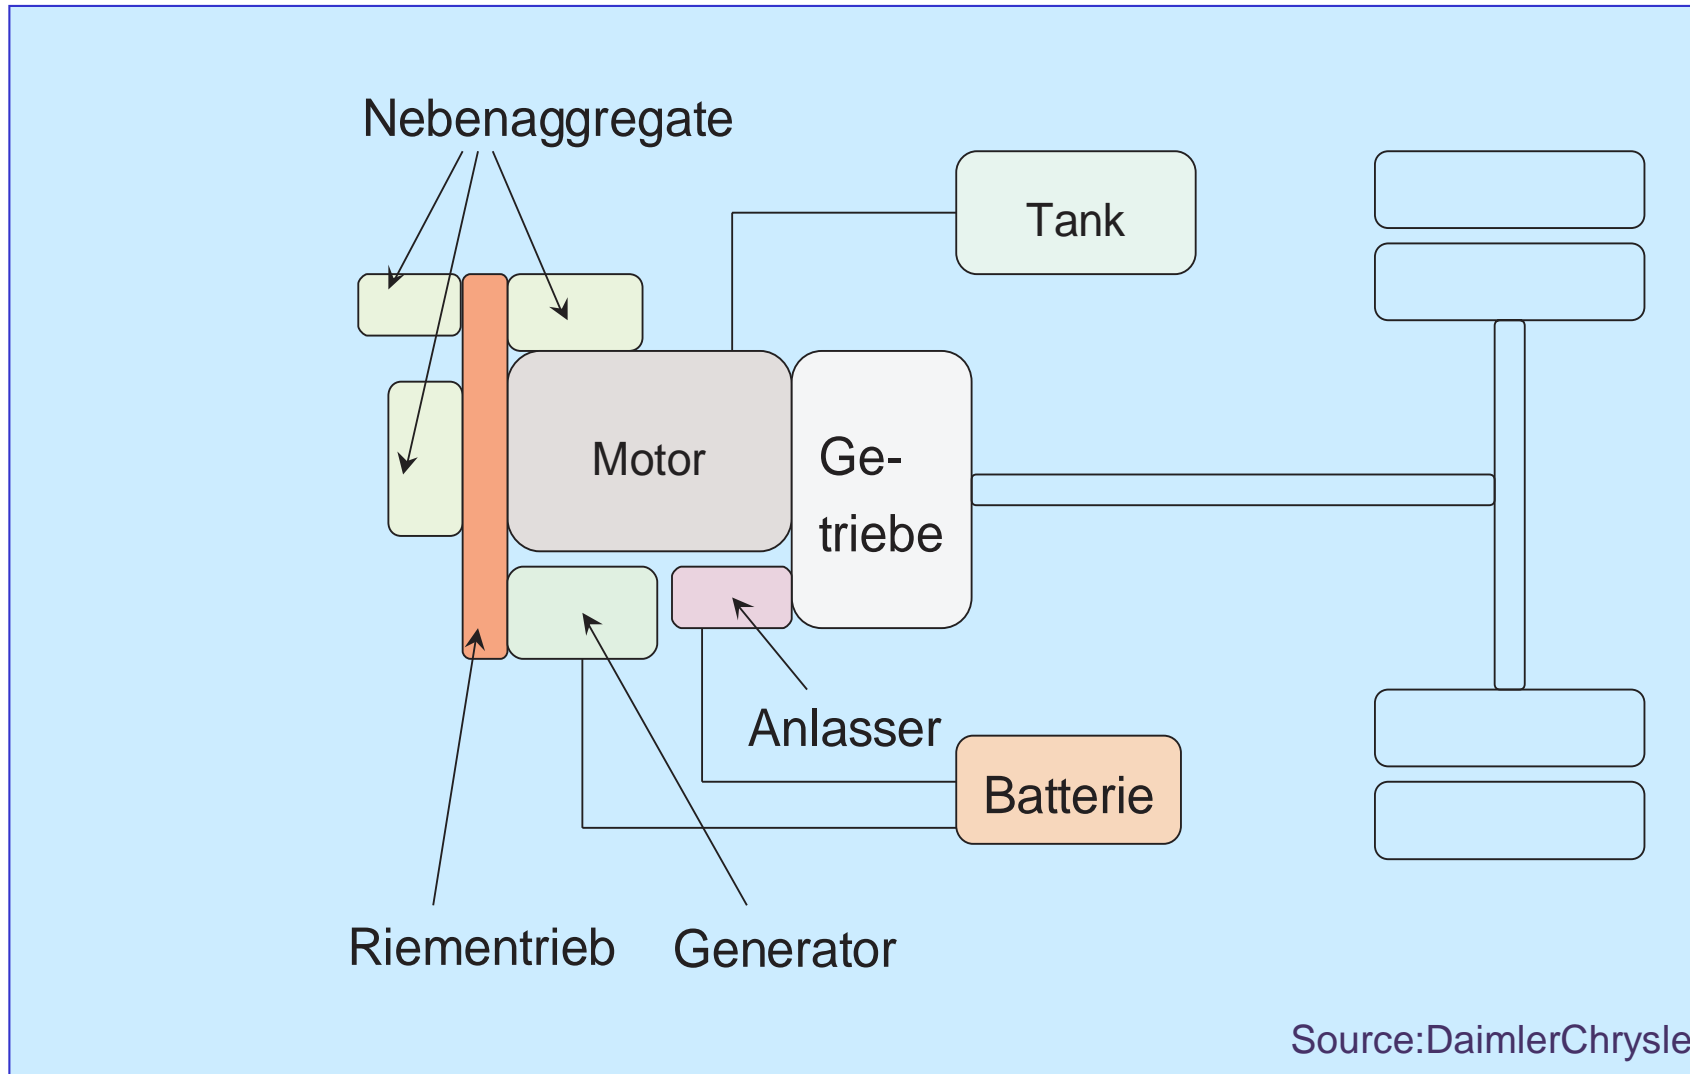 Nebenaggregate
Tank
Motor
Ge-
triebe
Anlasser
Batterie
Riementrieb
Generator
Source:DaimlerChrysle